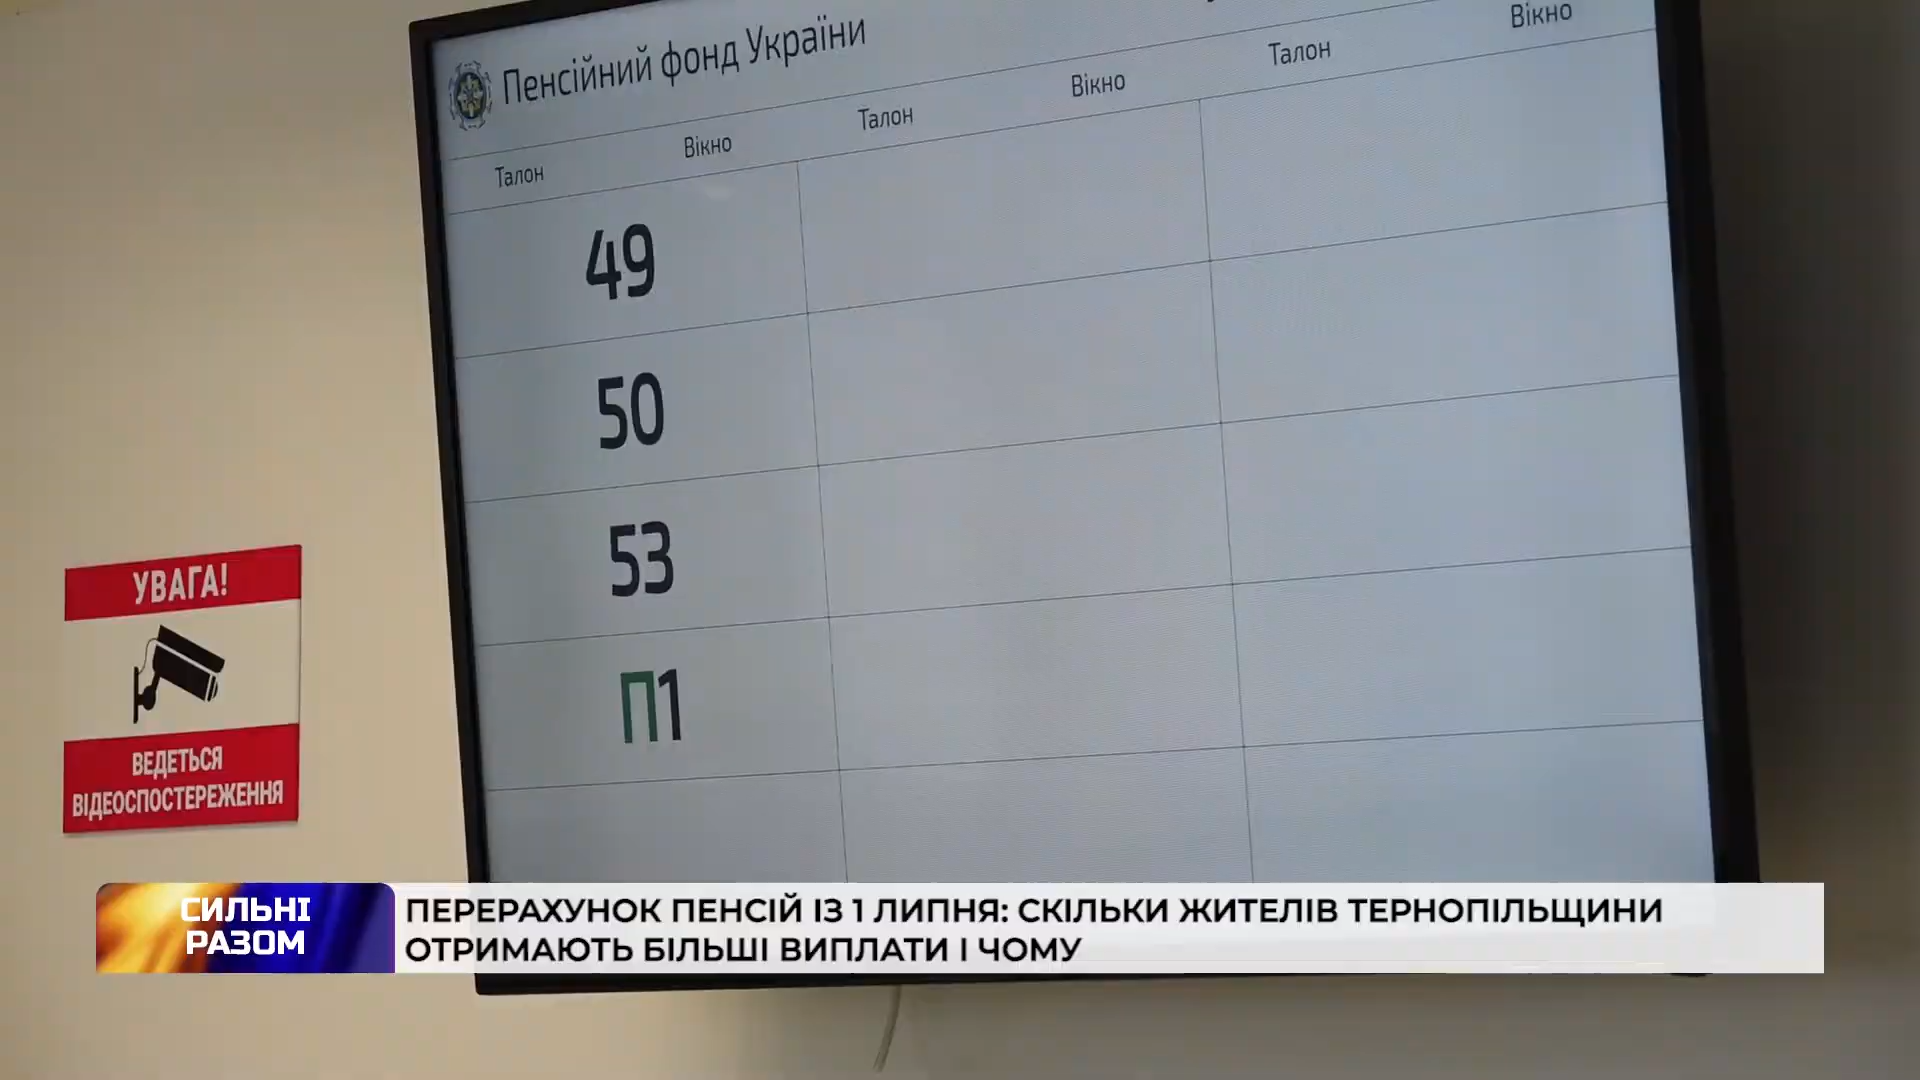 Пенсійний фонд України
Талон Вікно Талон Вікно Талон Вікно
49
50
53
П1
УВАГА!
ВЕДЕТЬСЯ
ВІДЕОСПОСТЕРЕЖЕННЯ
СИЛЬНІ
РАЗОМ
ПЕРЕРАХУНОК ПЕНСІЙ ІЗ 1 ЛИПНЯ: СКІЛЬКИ ЖИТЕЛІВ ТЕРНОПІЛЬЩИНИ
ОТРИМАЮТЬ БІЛЬШІ ВИПЛАТИ І ЧОМУ